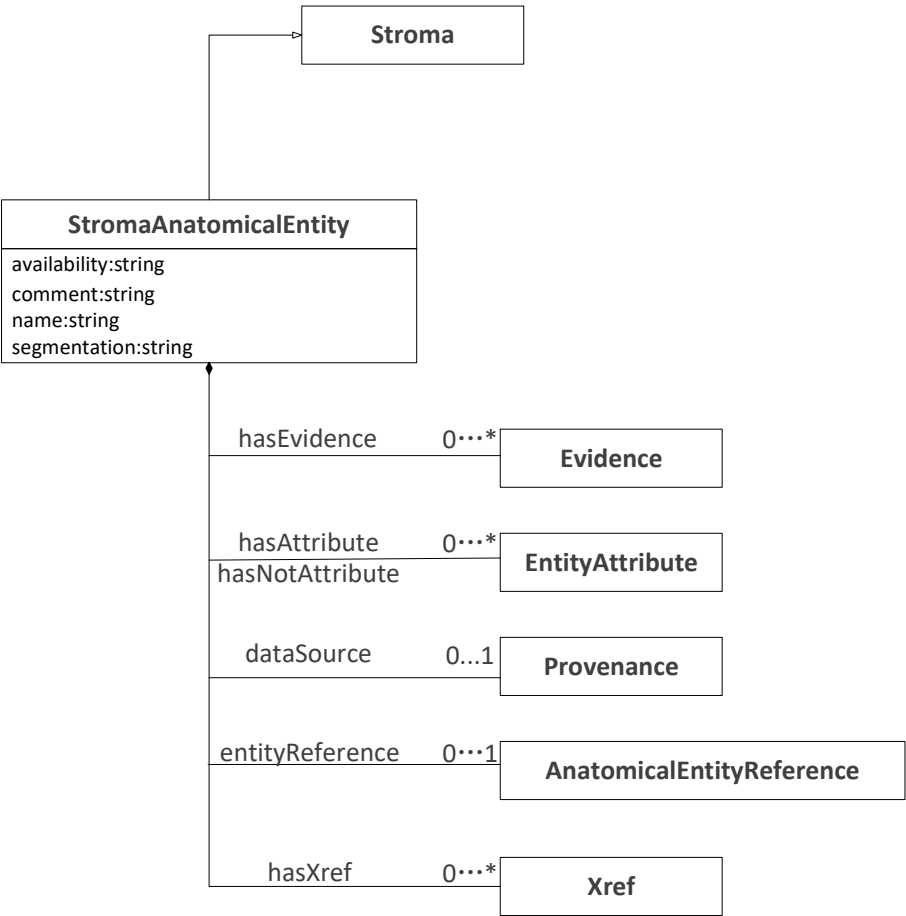 Stroma
StromaAnatomicalEntity
availability:string
comment:string
name:string
segmentation:string
hasEvidence 0···*
Evidence
hasAttribute 0···*
hasNotAttribute
EntityAttribute
dataSource 0...1
Provenance
entityReference 0···1
AnatomicalEntityReference
hasXref 0···*
Xref